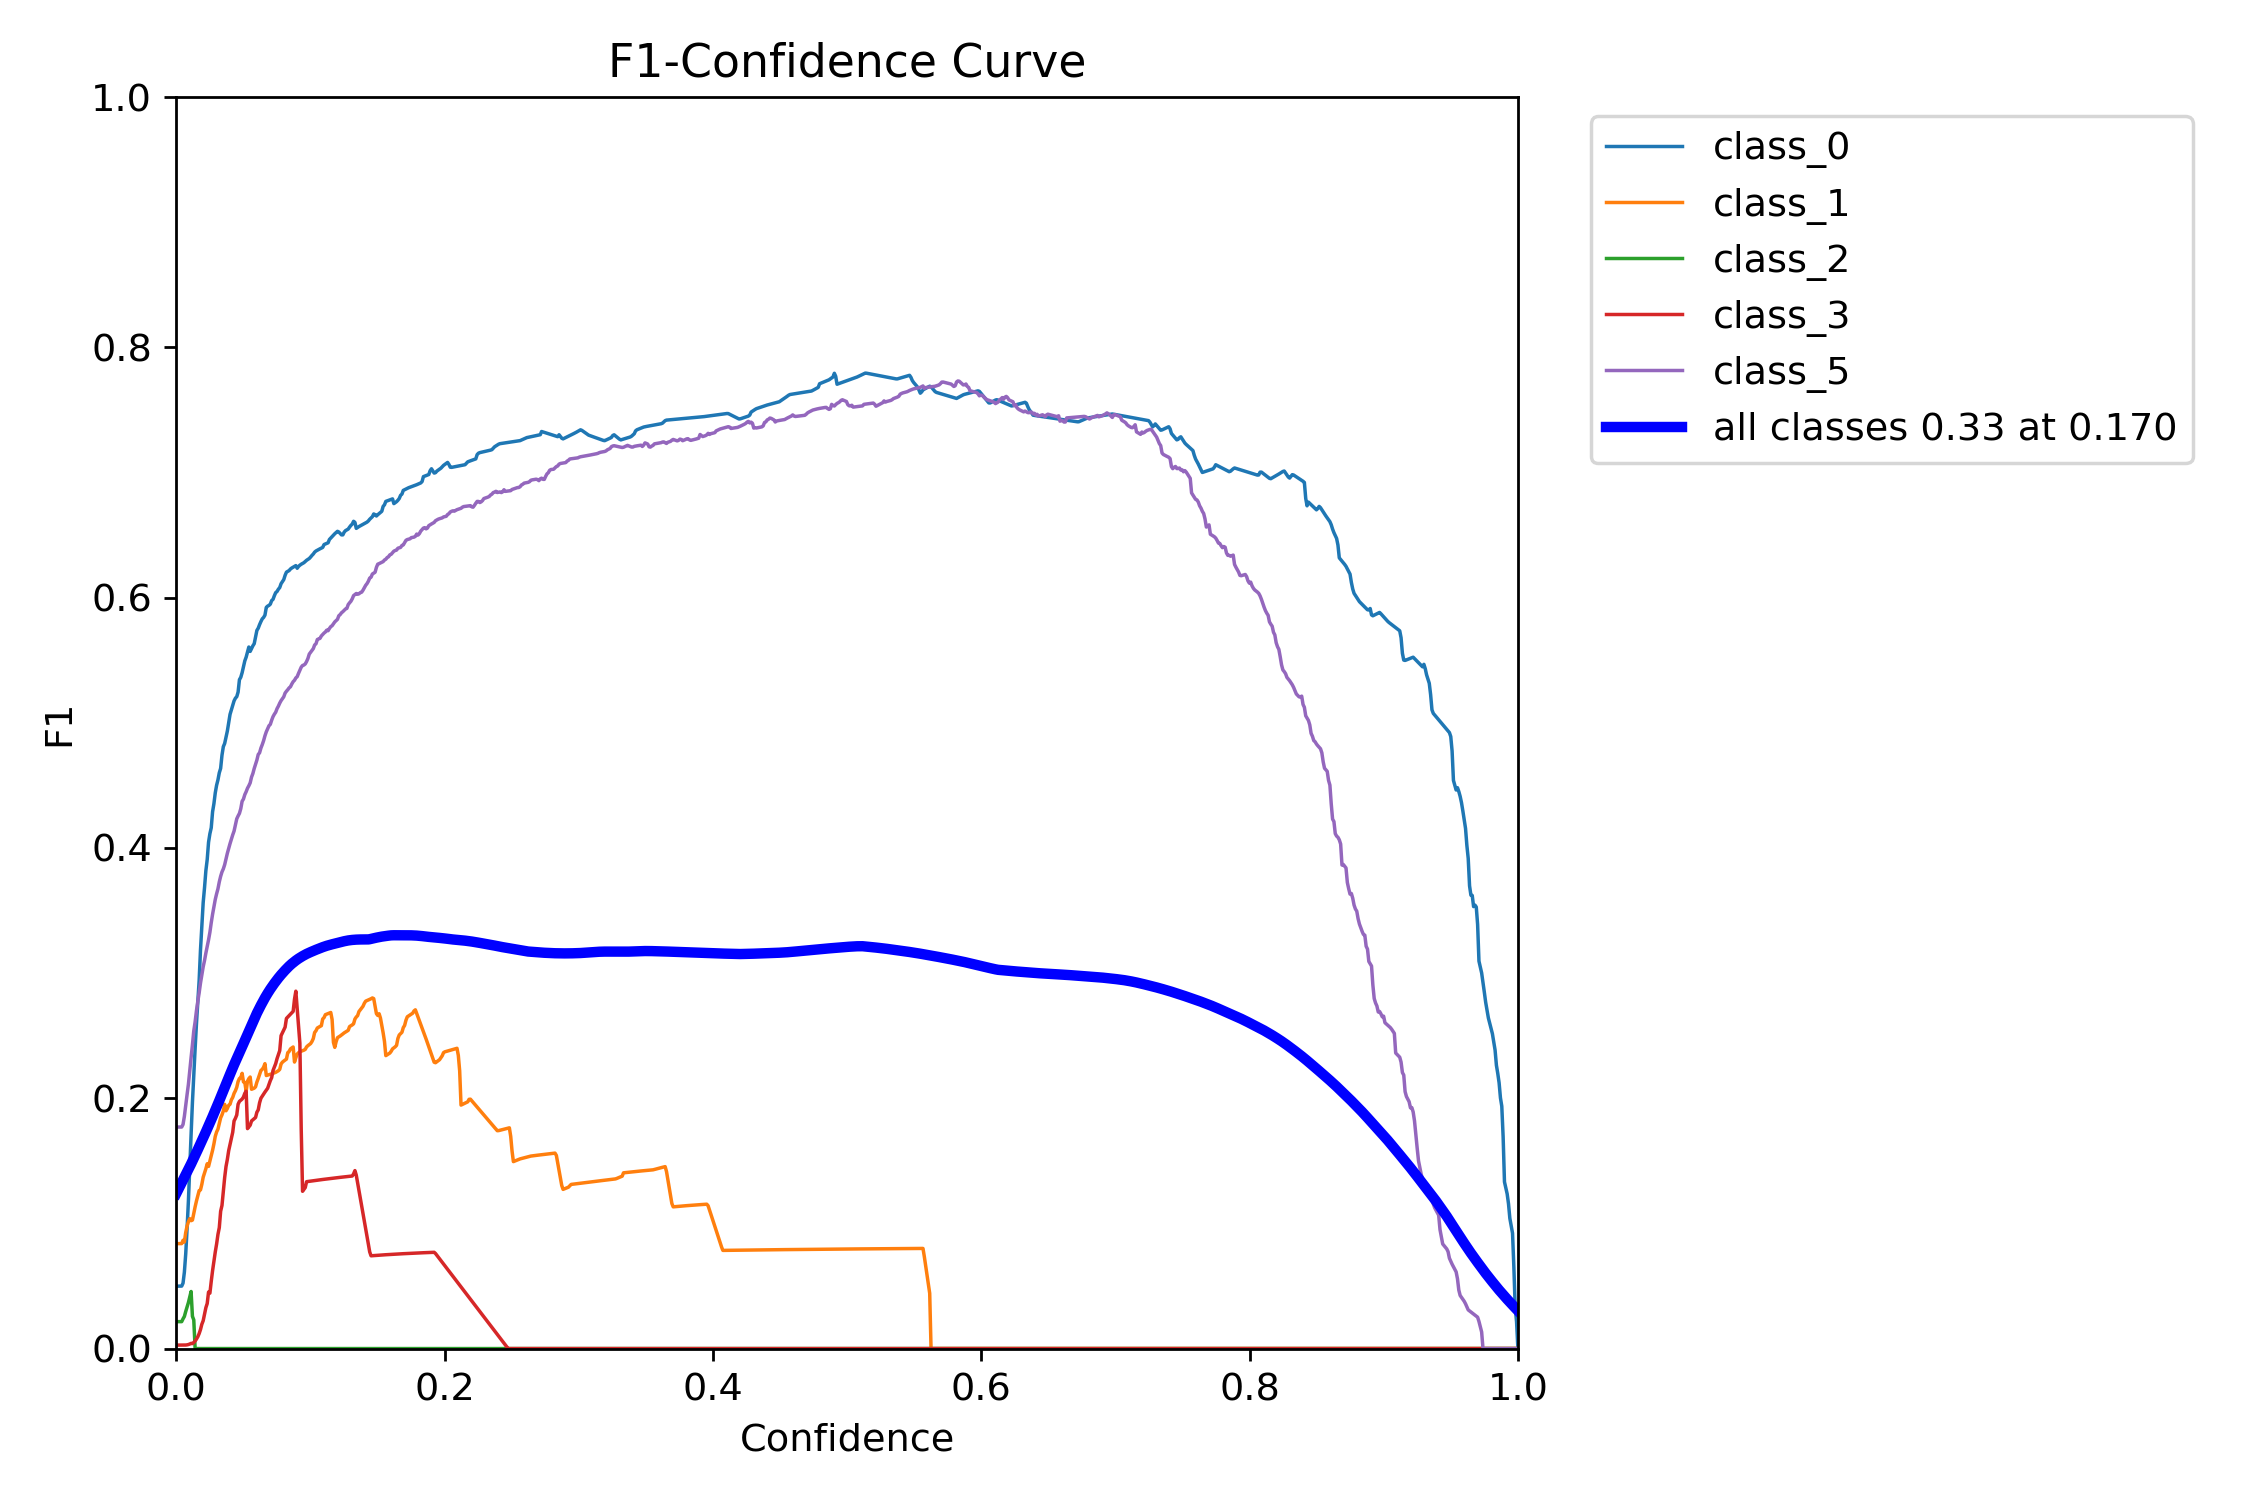 F1-Confidence Curve
1.0
0.8
0.6
0.4
0.2
0.0
F1
0.0 0.2 0.4 0.6 0.8 1.0
Confidence
class_0
class_1
class_2
class_3
class_5
all classes 0.33 at 0.170